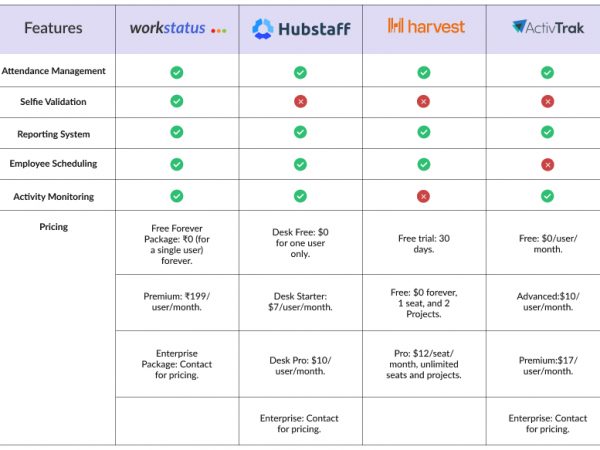 Features workstatus Hubstaff harvest ActivTrak
Attendance Management
Selfie Validation
Reporting System
Employee Scheduling
Activity Monitoring
Pricing
Free Forever
Package: ₹0 (for
a single user)
forever.
Desk Free: $0
for one user
only.
Free trial: 30
days.
Free: $0/user/
month.
Premium: ₹199/
user/month.
Desk Starter:
$7/user/month.
Free: $0 forever,
1 seat, and 2
Projects.
Advanced:$10/
user/month.
Enterprise
Package: Contact
for pricing.
Desk Pro: $10/
user/month.
Pro: $12/seat/
month, unlimited
seats and projects.
Premium:$17/
user/month.
Enterprise: Contact
for pricing.
Enterprise: Contact
for pricing.